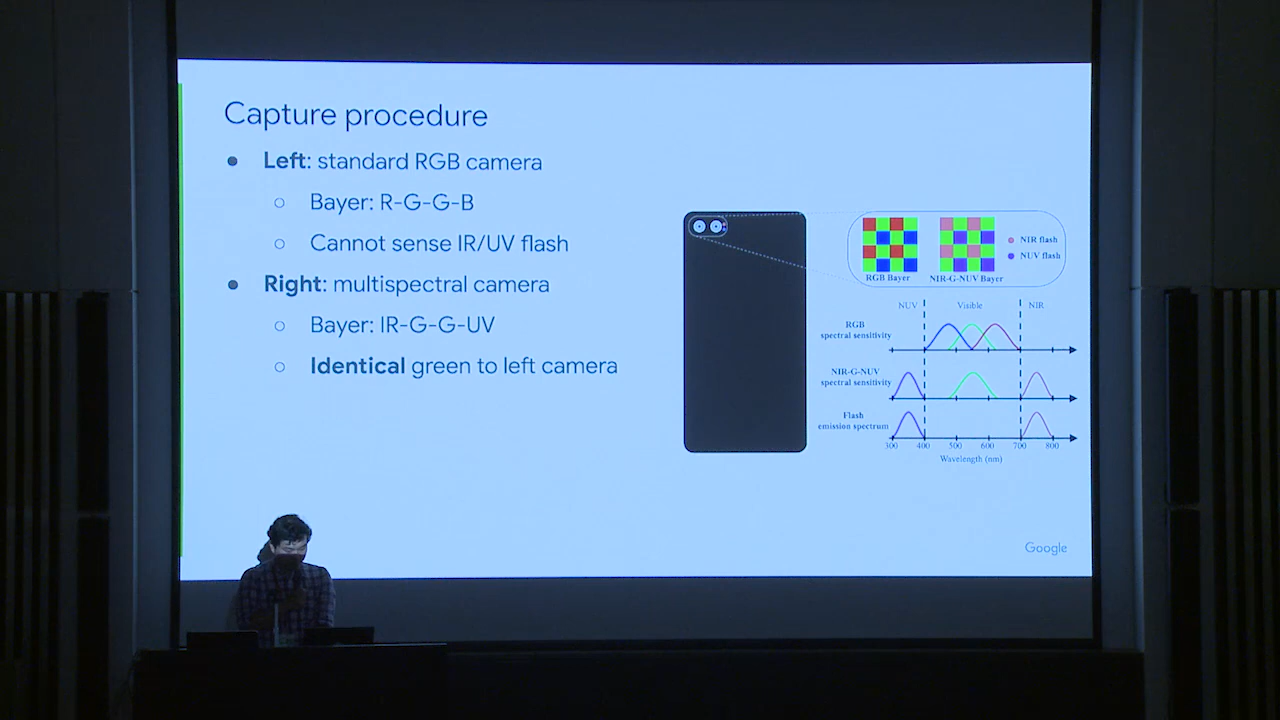 Capture procedure
● Left: standard RGB camera
○ Bayer: R-G-G-B
○ Cannot sense IR/UV flash
● Right: multispectral camera
○ Bayer: IR-G-G-UV
○ Identical green to left camera
NIR flash
NUV flash
RGB Bayer
NIR-G-NUV Bayer
NUV
Visible
NIR
RGB
spectral sensitivity
NIR-G-NUV
spectral sensitivity
Flash
emission spectrum
300 400 500 600 700 800
Wavelength (nm)
Google